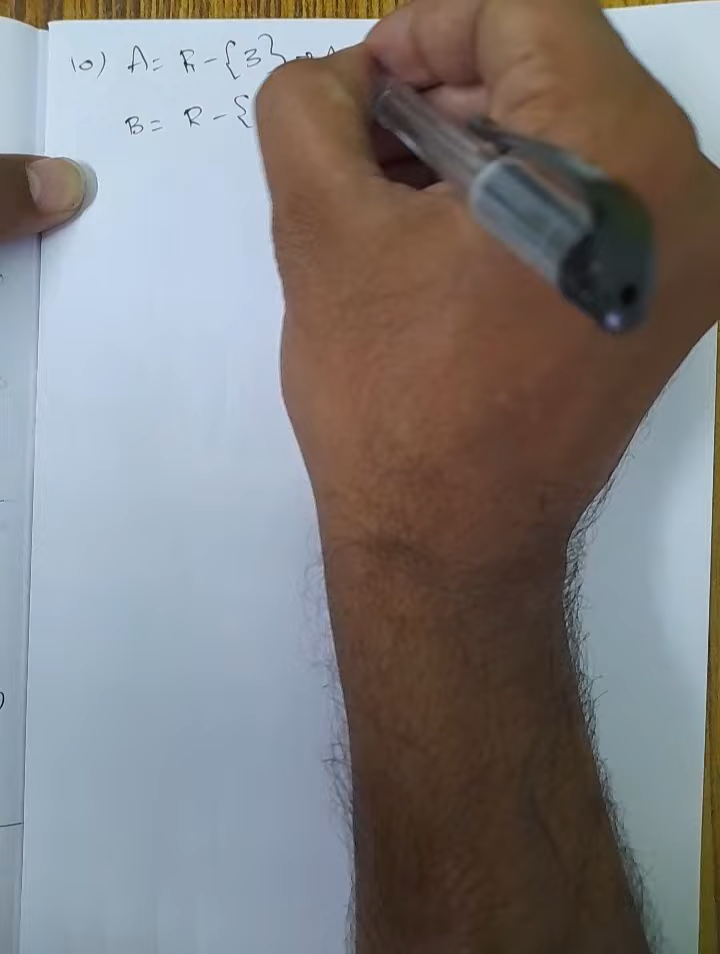 10) A = R - {3}
B = R - {